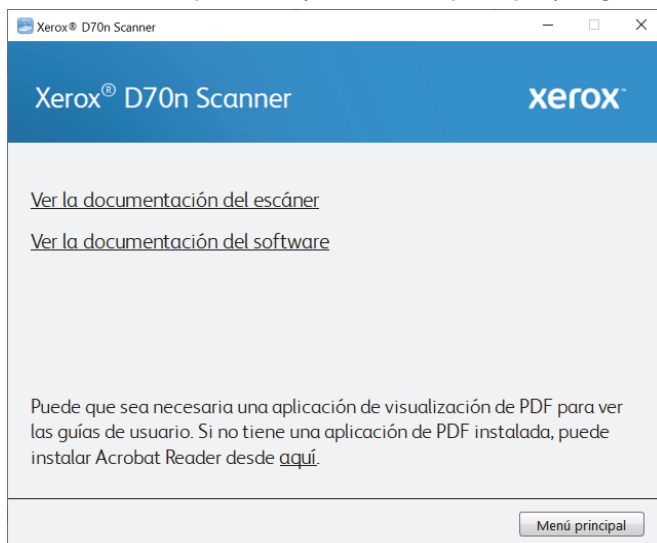 Xerox® D70n Scanner
Xerox® D70n Scanner
xerox™
Ver la documentación del escáner
Ver la documentación del software
Puede que sea necesaria una aplicación de visualización de PDF para ver
las guías de usuario. Si no tiene una aplicación de PDF instalada, puede
instalar Acrobat Reader desde aquí.
Menú principal